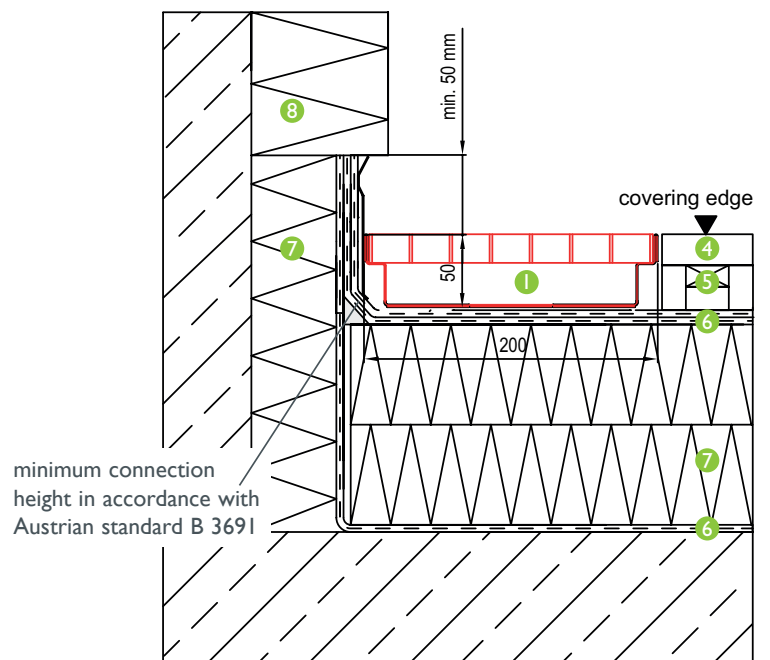 min. 50 mm
8
covering edge
7
4
50
1
5
6
200
7
minimum connection
height in accordance with
Austrian standard B 3691
6